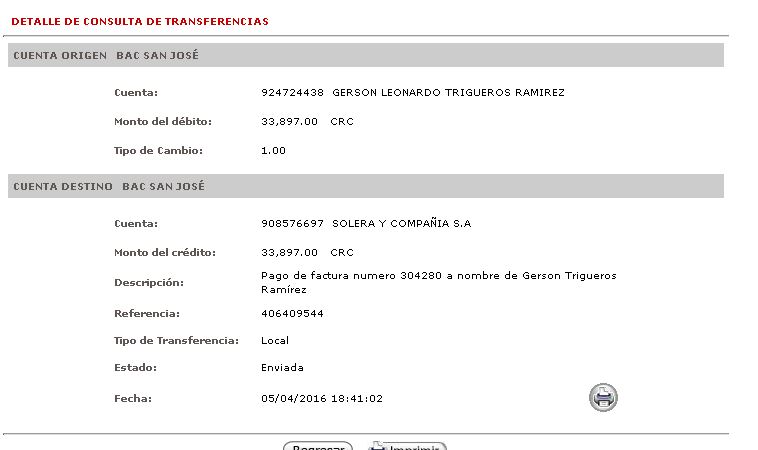 DETALLE DE CONSULTA DE TRANSFERENCIAS
CUENTA ORIGEN BAC SAN JOSÉ
Cuenta: 924724438 GERSON LEONARDO TRIGUEROS RAMIREZ
Monto del débito: 33,897.00 CRC
Tipo de Cambio: 1.00
CUENTA DESTINO BAC SAN JOSÉ
Cuenta: 908576697 SOLERA Y COMPAÑIA S.A
Monto del crédito: 33,897.00 CRC
Descripción: Pago de factura numero 304280 a nombre de Gerson Trigueros
Ramírez
Referencia: 406409544
Tipo de Transferencia: Local
Estado: Enviada
Fecha: 05/04/2016 18:41:02
Regresar Imprimir